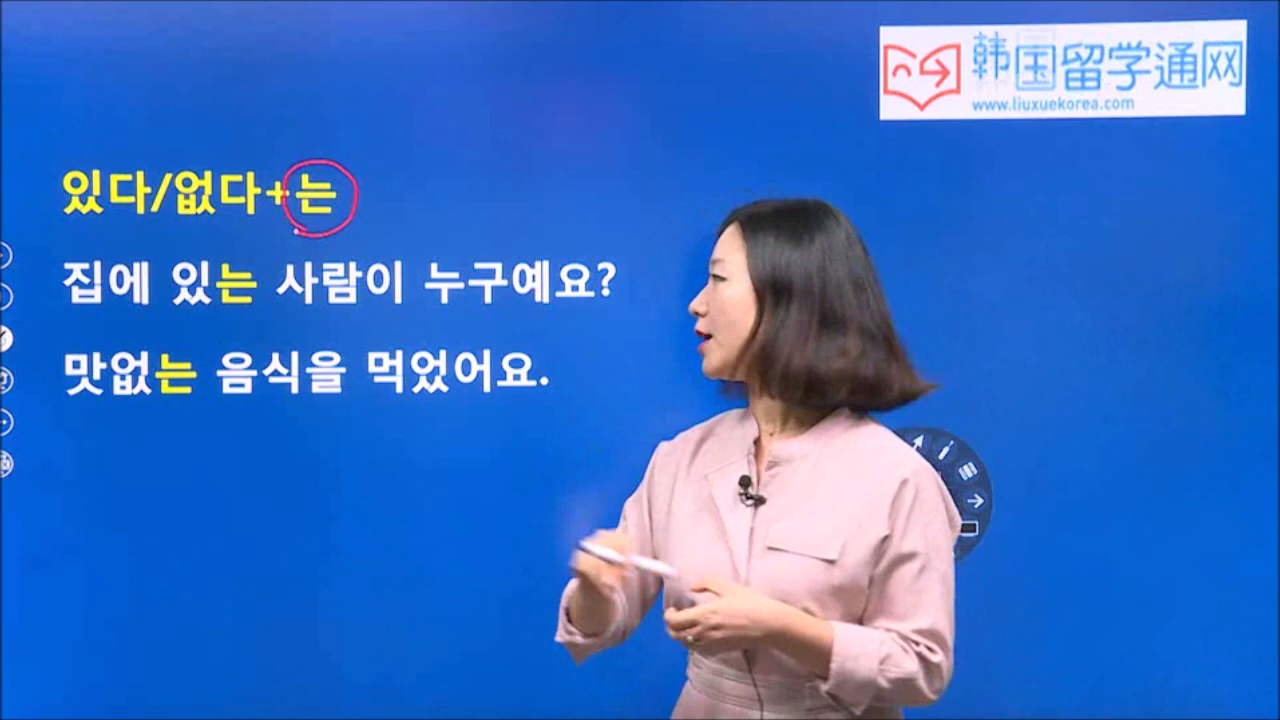 韩国留学通网
www.liuxuekorea.com
있다/없다+는
집에 있는 사람이 누구예요?
맛없는 음식을 먹었어요.